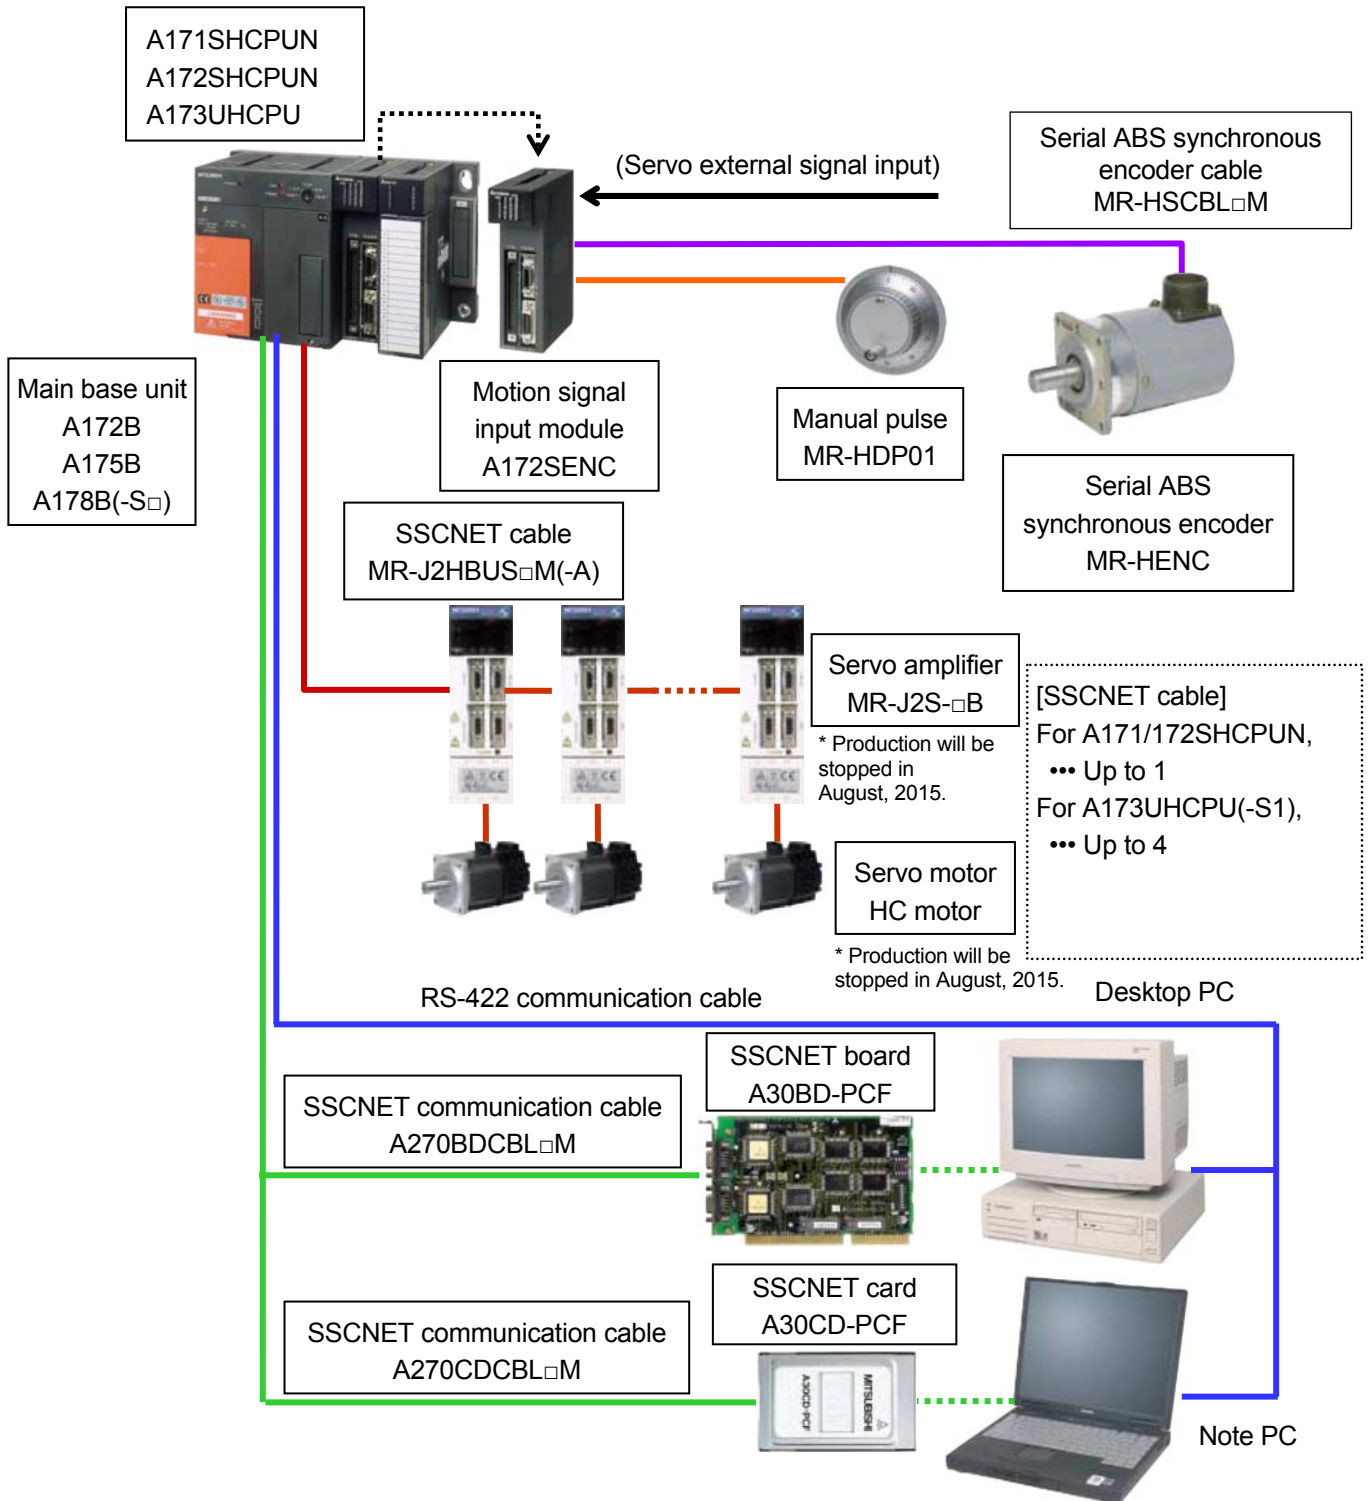 A171SHCPUN
A172SHCPUN
A173UHCPU
(Servo external signal input)
Serial ABS synchronous
encoder cable
MR-HSCBL□M
Main base unit
A172B
A175B
A178B(-S□)
Motion signal
input module
A172SENC
Manual pulse
MR-HDP01
Serial ABS
synchronous encoder
MR-HENC
SSCNET cable
MR-J2HBUS□M(-A)
Servo amplifier
MR-J2S-□B
* Production will be
stopped in
August, 2015.
[SSCNET cable]
For A171/172SHCPUN,
••• Up to 1
For A173UHCPU(-S1),
••• Up to 4
Servo motor
HC motor
* Production will be
stopped in August, 2015.
RS-422 communication cable
Desktop PC
SSCNET board
A30BD-PCF
SSCNET communication cable
A270BDCBL□M
SSCNET card
A30CD-PCF
SSCNET communication cable
A270CDCBL□M
MITSUBISHI
A30CD-PCF
Note PC